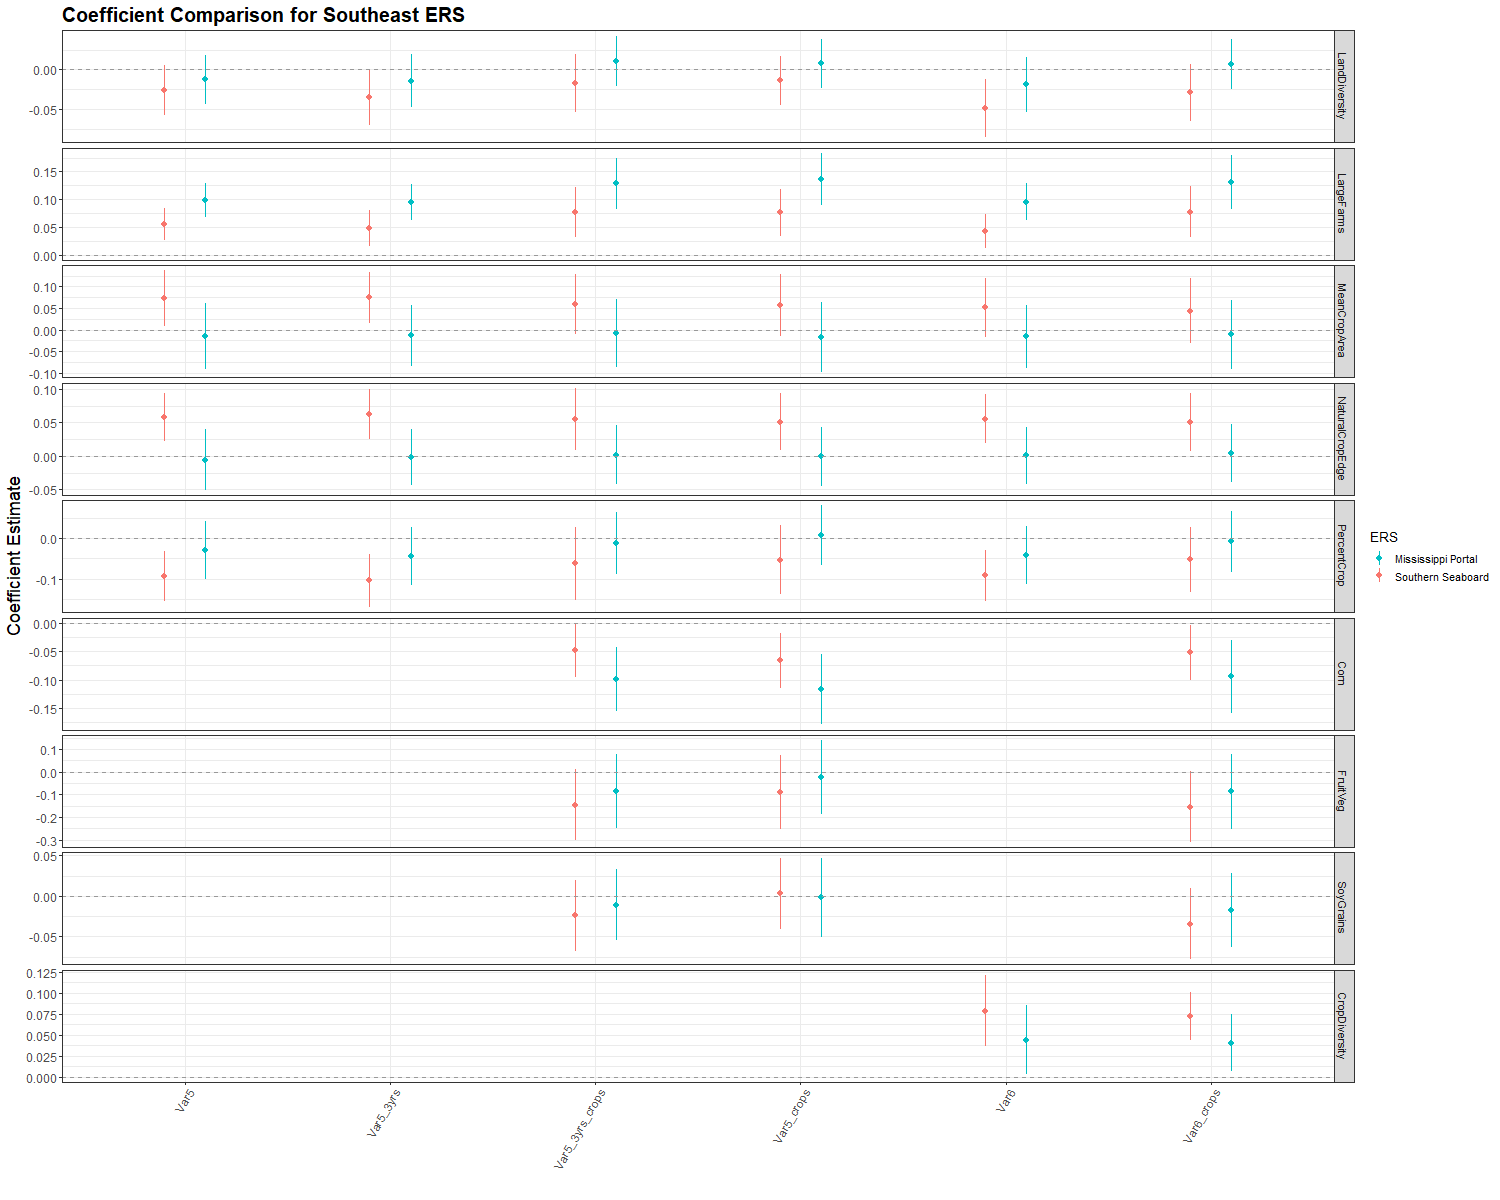 Coefficient Comparison for Southeast ERS
Coefficient Estimate
0.00
-0.05
LandDiversity
0.15
0.10
0.05
0.00
LargeFarms
0.10
0.05
0.00
-0.05
-0.10
MeanCropArea
0.10
0.05
0.00
-0.05
NaturalCropEdge
0.0
-0.1
PercentCrop
0.00
-0.05
-0.10
-0.15
Corn
0.1
0.0
-0.1
-0.2
-0.3
FruitVeg
0.05
0.00
-0.05
SoyGrains
0.125
0.100
0.075
0.050
0.025
0.000
CropDiversity
Var5
Var5_3yrs
Var5_3yrs_crops
Var5_crops
Var6
Var6_crops
ERS
Mississippi Portal
Southern Seaboard